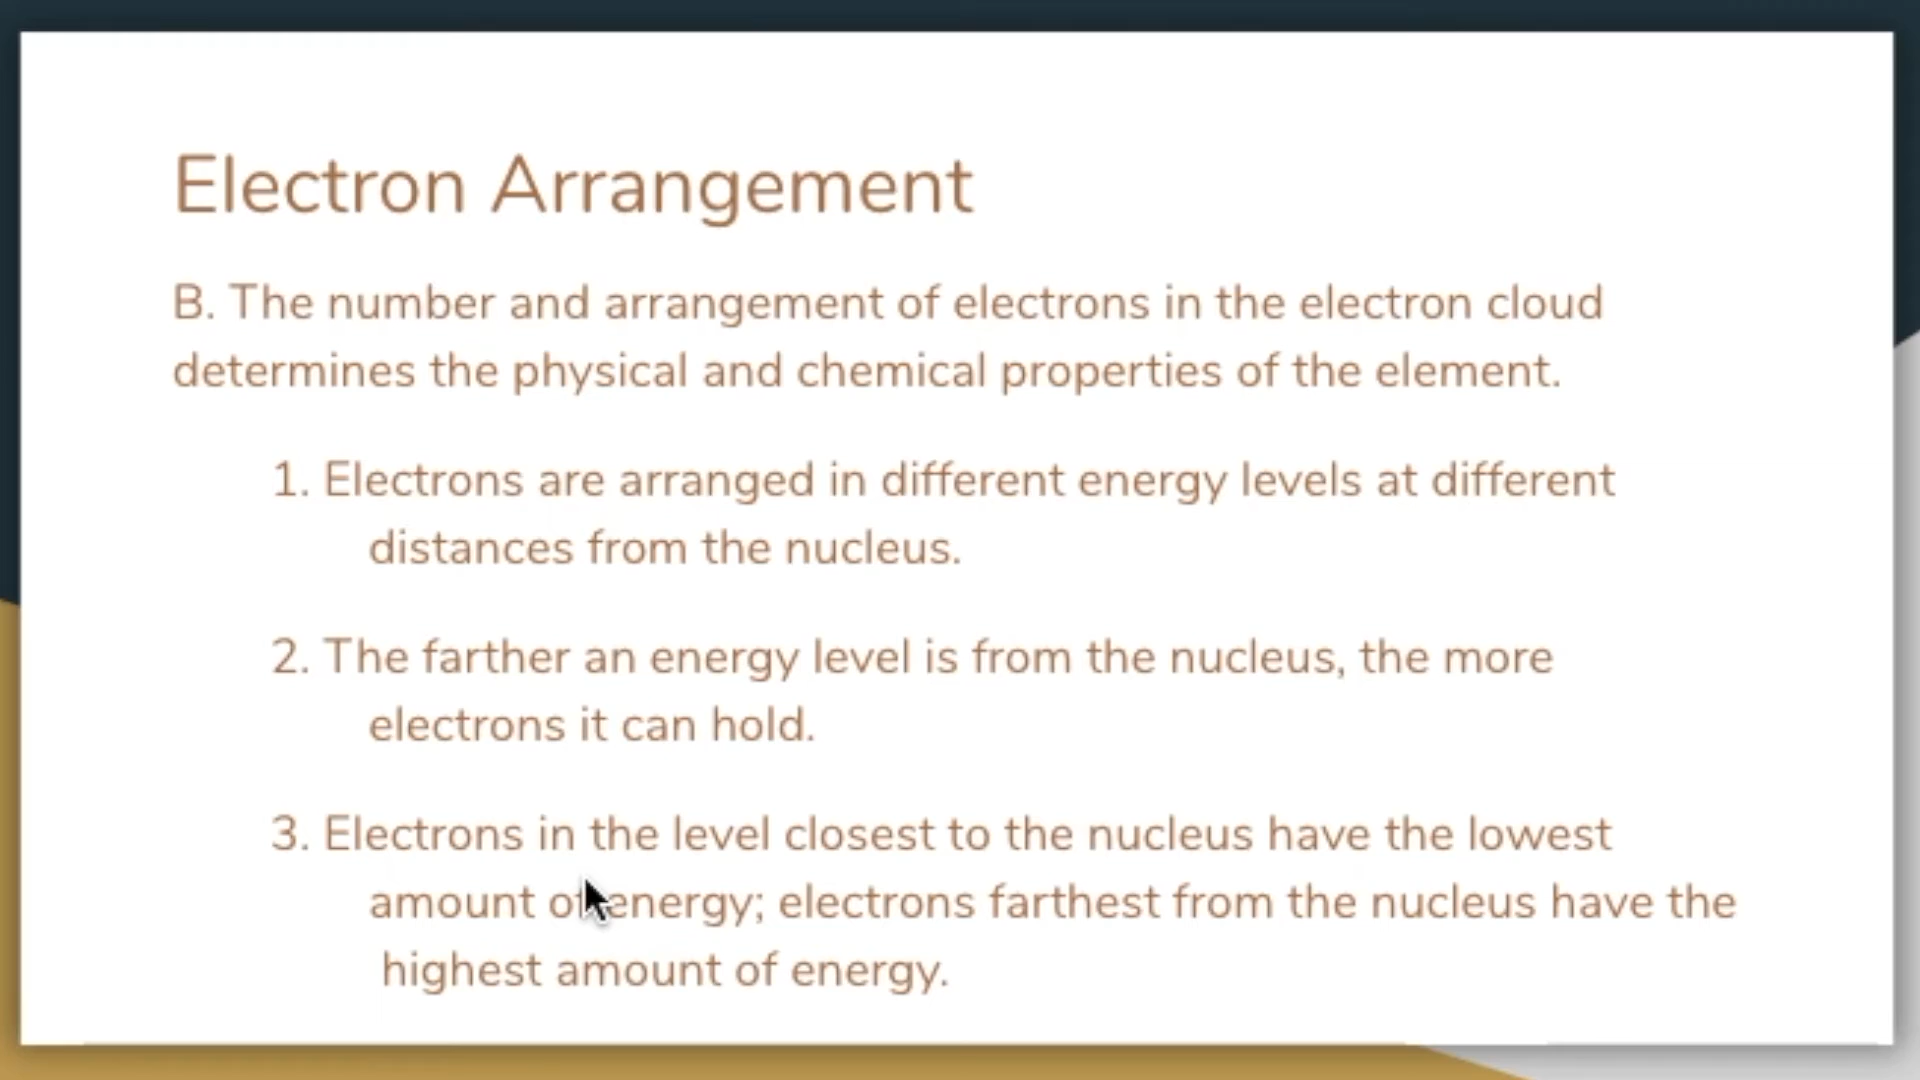 Electron Arrangement
B. The number and arrangement of electrons in the electron cloud
determines the physical and chemical properties of the element.
1. Electrons are arranged in different energy levels at different
distances from the nucleus.
2. The farther an energy level is from the nucleus, the more
electrons it can hold.
3. Electrons in the level closest to the nucleus have the lowest
amount of energy; electrons farthest from the nucleus have the
highest amount of energy.